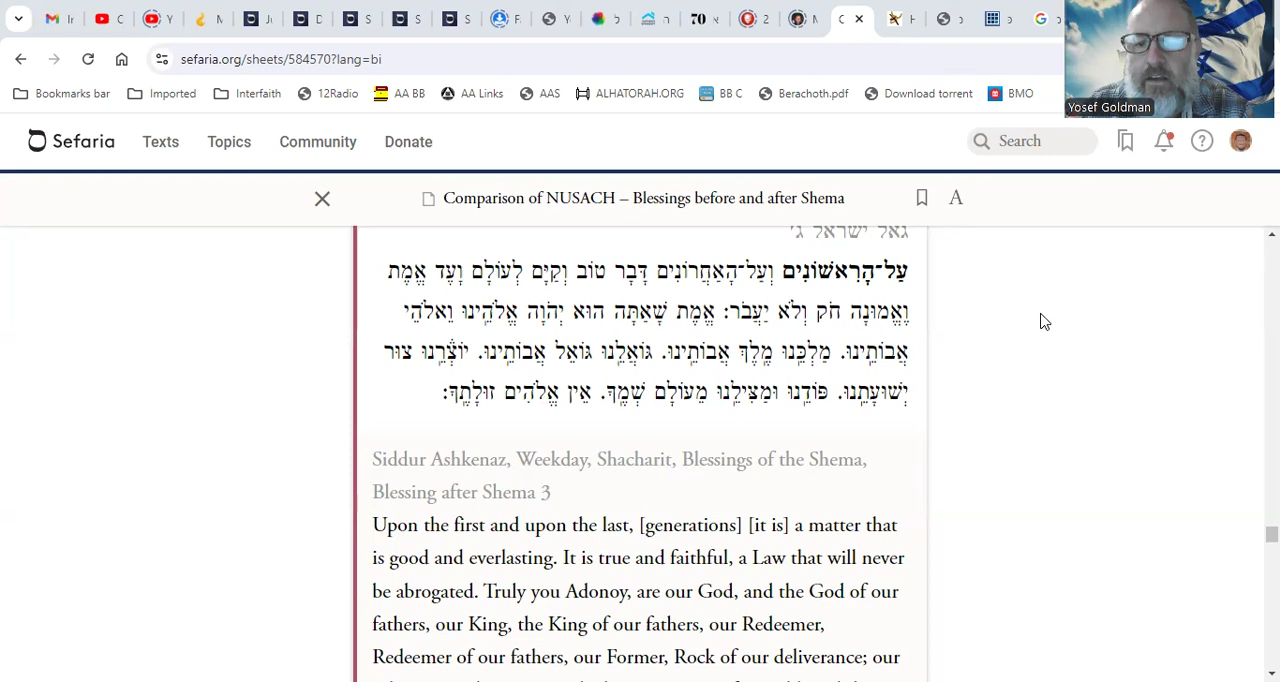 sefaria.org/sheets/584570?lang=bi
Bookmarks bar Imported Interfaith 12Radio AA BB AA Links AAS ALHATORAH.ORG BB C Berachoth.pdf Download torrent BMO
Yosef Goldman
Sefaria Texts Topics Community Donate Search
Comparison of NUSACH – Blessings before and after Shema A
גאל ישראל ג׳
עַל־הָרִאשׁוֹנִים וְעַל־הָאַחֲרוֹנִים דָּבָר טוֹב וְקַיָּם לְעוֹלָם וָעֶד אֱמֶת
וֶאֱמוּנָה חֹק וְלֹא יַעֲבֹר: אֱמֶת שָׁאַתָּה הוּא יְהֹוָה אֱלֹהֵֽינוּ וֵאלֹהֵי
אֲבוֹתֵֽינוּ. מַלְכֵּֽנוּ מֶֽלֶךְ אֲבוֹתֵֽינוּ. גּוֹאֲלֵֽנוּ גּוֹאֵל אֲבוֹתֵֽינוּ. יוֹצְ֒רֵֽנוּ צוּר
יְשׁוּעָתֵֽנוּ. פּוֹדֵֽנוּ וּמַצִּילֵֽנוּ מֵעוֹלָם שְׁמֶֽךָ. אֵין אֱלֹהִים זוּלָתֶֽךָ:
Siddur Ashkenaz, Weekday, Shacharit, Blessings of the Shema,
Blessing after Shema 3
Upon the first and upon the last, [generations] [it is] a matter that
is good and everlasting. It is true and faithful, a Law that will never
be abrogated. Truly you Adonoy, are our God, and the God of our
fathers, our King, the King of our fathers, our Redeemer,
Redeemer of our fathers, our Former, Rock of our deliverance; our